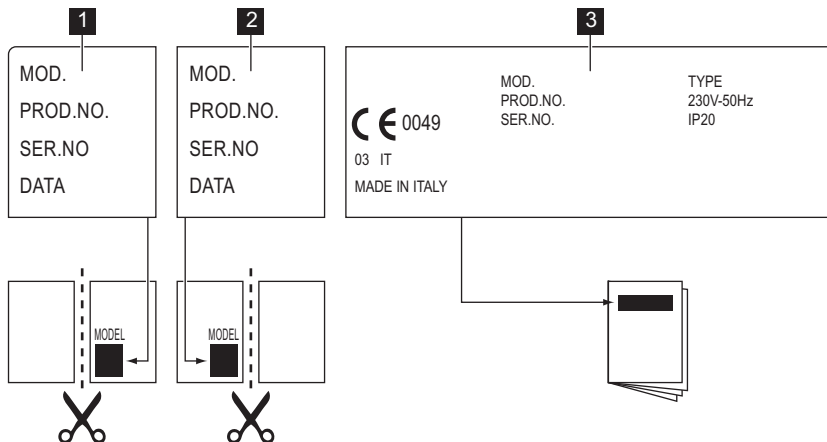 1
MOD.
PROD.NO.
SER.NO
DATA
MODEL
2
MOD.
PROD.NO.
SER.NO
DATA
MODEL
3
CE 0049
03 IT
MADE IN ITALY
MOD.
PROD.NO.
SER.NO.
TYPE
230V-50Hz
IP20